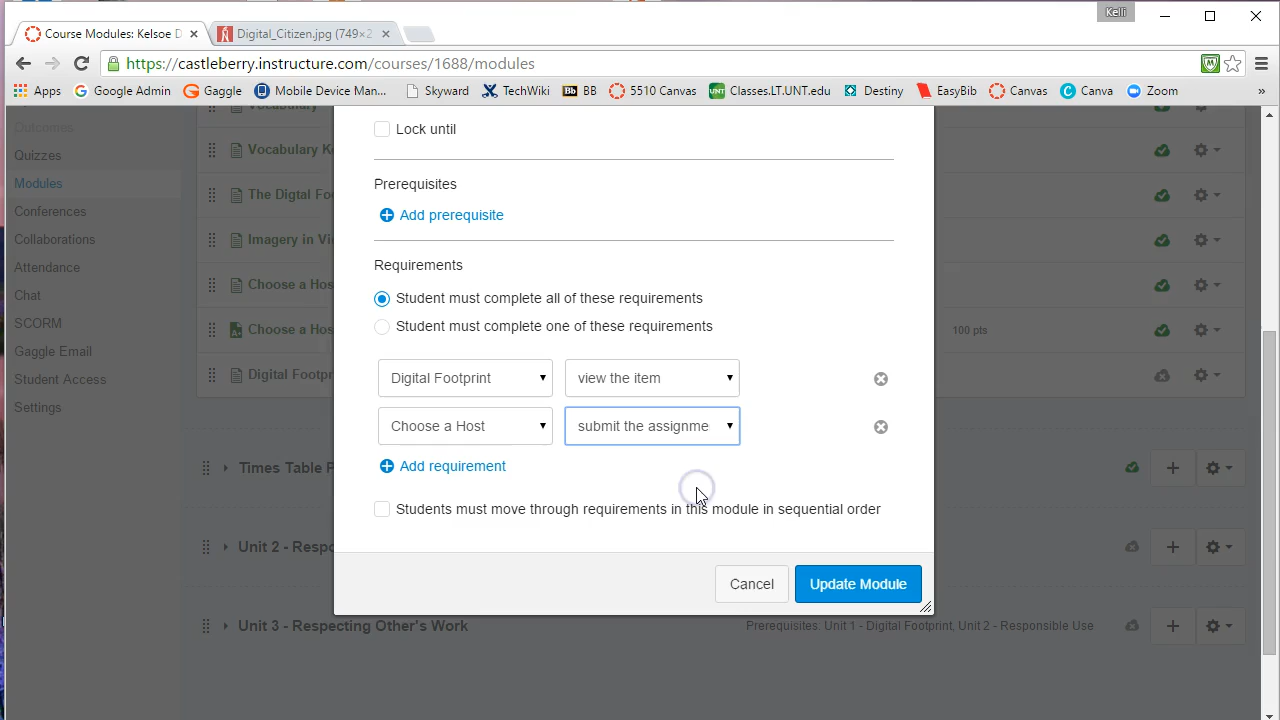 Kelli
Course Modules: Kelsoe D
Digital_Citizen.jpg (749×2
https://castleberry.instructure.com/courses/1688/modules
Apps Google Admin Gaggle Mobile Device Ma... Skyward TechWiki Bb BB 5510 Canvas UNT Classes.LT.UNT.edu Destiny EasyBib Canvas Canva Zoom »
Outcomes
Quizzes
Modules
Conferences
Collaborations
Attendance
Chat
SCORM
Gaggle Email
Student Access
Settings
Vocabulary
Vocabulary K
The Digtal Fo
Imagery in Vi
Choose a Hos
Choose a Hos 100 pts
Digital Footpr
Lock until
Prerequisites
Add prerequisite
Requirements
Student must complete all of these requirements
Student must complete one of these requirements
Digital Footprint view the item
Choose a Host submit the assignme
Add requirement
Students must move through requirements in this module in sequential order
Cancel Update Module
Times Table P
Unit 2 - Respo
Unit 3 - Respecting Other's Work Prerequisites: Unit 1 - Digital Footprint, Unit 2 - Responsible Use